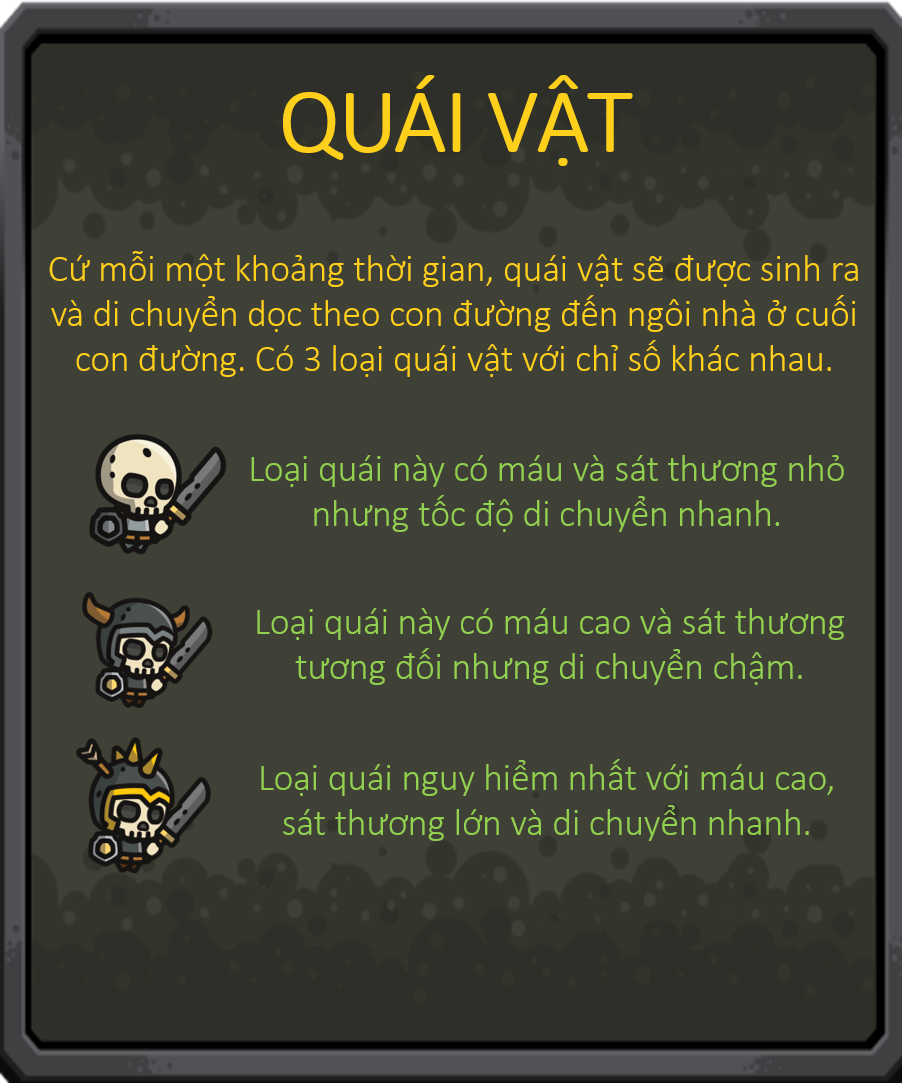 QUÁI VẬT
Cứ mỗi một khoảng thời gian, quái vật sẽ được sinh ra
và di chuyển dọc theo con đường đến ngôi nhà ở cuối
con đường. Có 3 loại quái vật với chỉ số khác nhau.
Loại quái này có máu và sát thương nhỏ
nhưng tốc độ di chuyển nhanh.
Loại quái này có máu cao và sát thương
tương đối nhưng di chuyển chậm.
Loại quái nguy hiểm nhất với máu cao,
sát thương lớn và di chuyển nhanh.